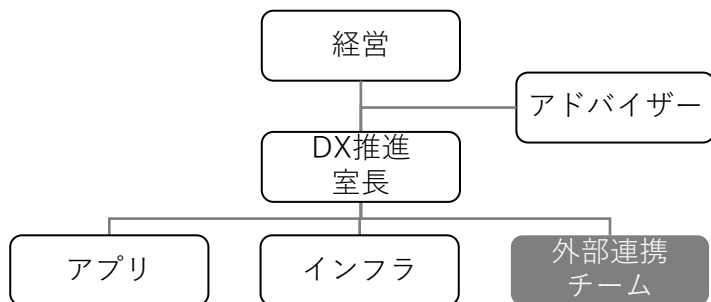 経営
アドバイザー
DX推進
室長
アプリ
インフラ
外部連携
チーム